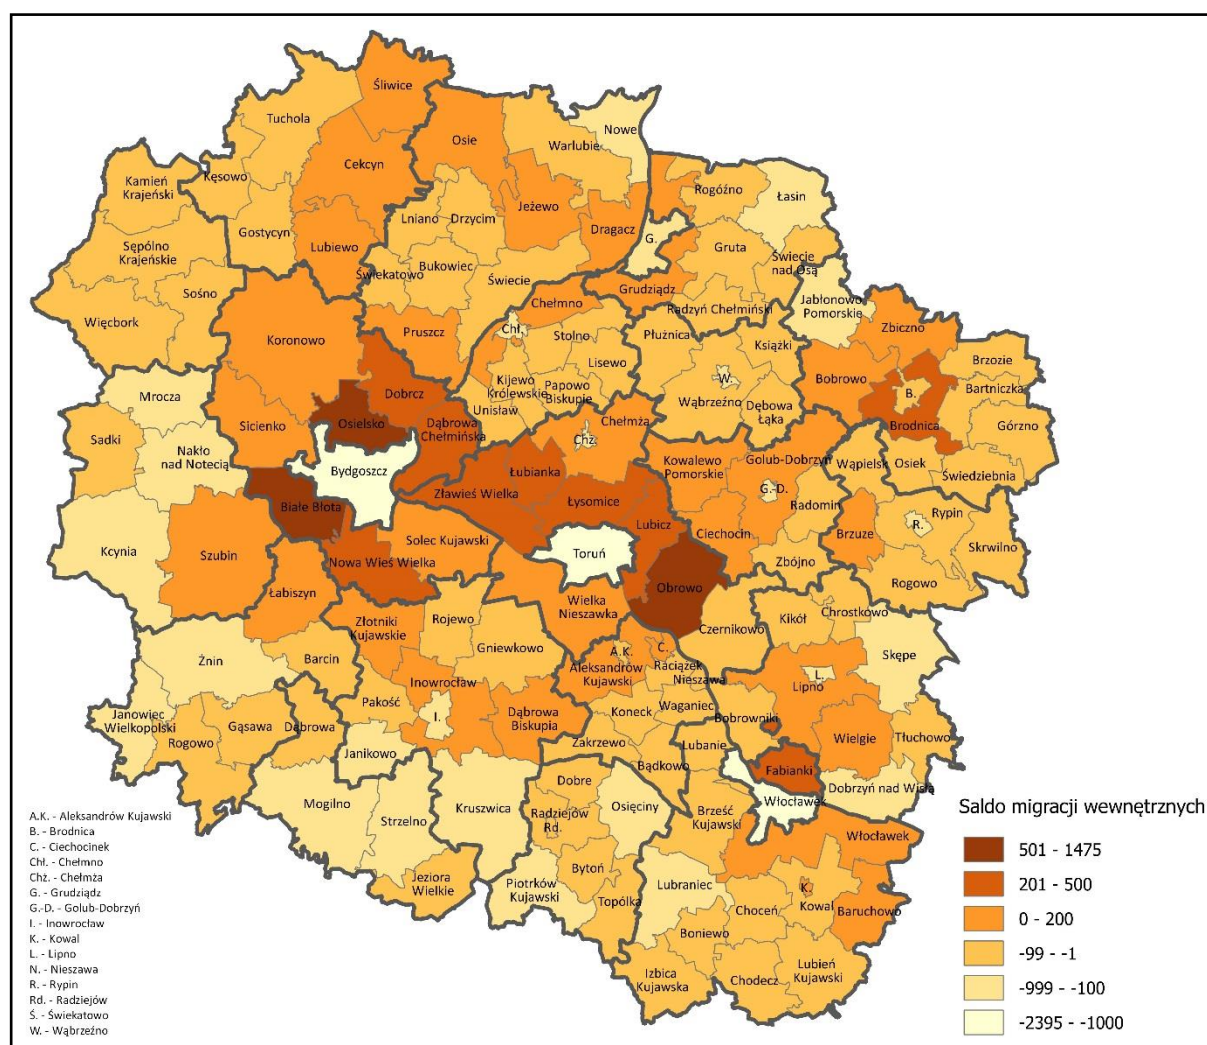 Śliwice
Tuchola
Nowe
Osie
Warlubie
Cekcyn
Kęsowo
Kamień
Krajeński
Rogóźno
Łasin
Jeżewo
Lniano
Drzycim
Dragacz
Gostycyn
G.
Sępólno
Krajeńskie
Lubiewo
Gruta
Świecie
nad Osą
Bukowiec
Świekatowo
Świecie
Grudziądz
Sośno
Chełmno
Radzyń Chełmiński
Jabłonowo
Pomorskie
Więcbork
Pruszcz
Chł.
Płużnica
Zbiczno
Koronowo
Stolno
Książki
Lisewo
Brzozie
Bobrowo
Bartniczka
Kijewo
Królewskie
Papowo
Biskupie
W.
Mrocza
Dobrcz
B.
Wąbrzeźno
Dębowa
Łąka
Unisław
Osielsko
Dąbrowa
Chełmińska
Chełmża
Brodnica
Górzno
Sicienko
Sadki
Chż.
Nakło
nad Notecią
Kowalewo
Pomorskie
Golub-Dobrzyń
Wąpielsk
Osiek
Bydgoszcz
Łubianka
Świedziebnia
Zławieś Wielka
G.-D.
Łysomice
Radomin
Białe Błota
Rypin
Lubicz
R.
Ciechocin
Brzuze
Solec Kujawski
Kcynia
Szubin
Toruń
Skrwilno
Nowa Wieś Wielka
Zbójno
Rogowo
Obrowo
Łabiszyn
Wielka
Nieszawka
Złotniki
Kujawskie
Rojewo
Kikół
Chrostkowo
Czernikowo
Gniewkowo
A.K.
C.
Żnin
Barcin
Skępe
Aleksandrów
Kujawski
Raciążek
Nieszawa
L.
Inowrocław
Lipno
Pakość
Waganiec
Janowiec
Wielkopolski
I.
Dąbrowa
Biskupia
Koneck
Bobrowniki
Gąsawa
Dąbrowa
Wielgie
Rogowo
Zakrzewo
Lubanie
Tłuchowo
Janikowo
Bądkowo
Fabianki
Dobre
Dobrzyń nad Wisłą
Włocławek
Mogilno
Kruszwica
Osięciny
Brześć
Kujawski
Strzelno
Radziejów
Rd.
Włocławek
Bytoń
Lubraniec
Jeziora
Wielkie
Piotrków
Kujawski
K.
Kowal
Topólka
Choceń
Baruchowo
Boniewo
Izbica
Kujawska
Chodecz
Lubień
Kujawski
A.K. - Aleksandrów Kujawski
B. - Brodnica
C. - Ciechocinek
Chł. - Chełmno
Chż. - Chełmża
G. - Grudziądz
G.-D. - Golub-Dobrzyń
I. - Inowrocław
K. - Kowal
L. - Lipno
N. - Nieszawa
R. - Rypin
Rd. - Radziejów
Ś. - Świekatowo
W. - Wąbrzeźno
Saldo migracji wewnętrznych
501 - 1475
201 - 500
0 - 200
-99 - -1
-999 - -100
-2395 - -1000